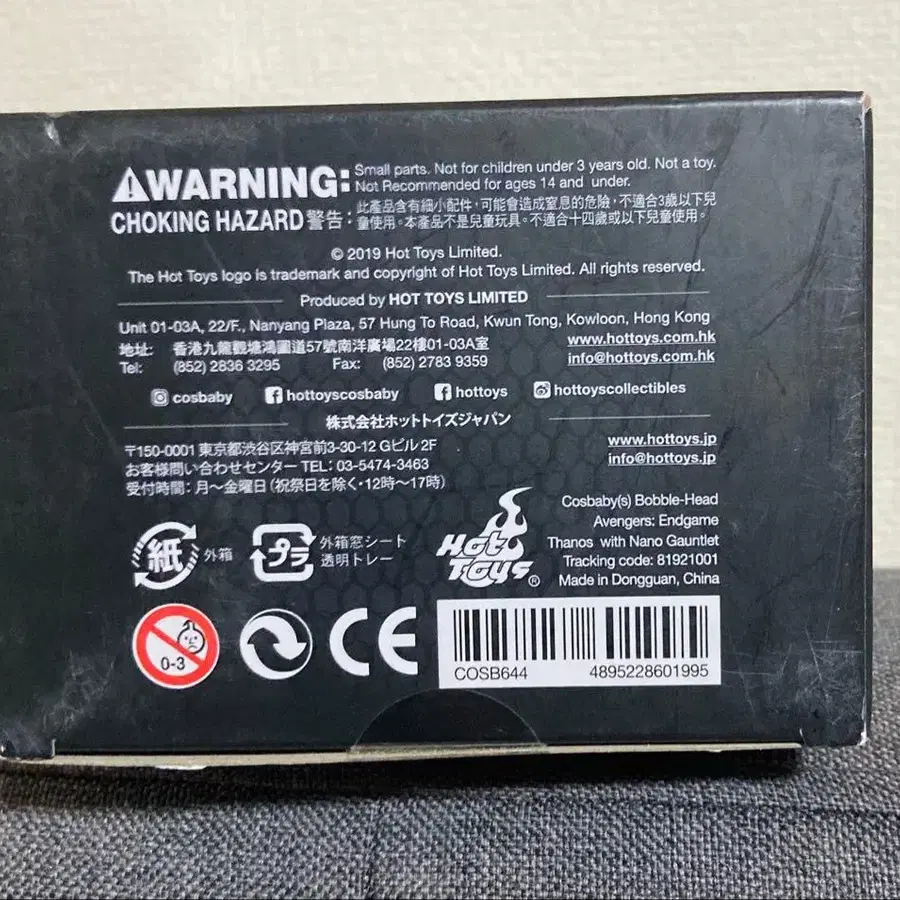 WARNING: Small parts. Not for children under 3 years old. Not a toy.
Not Recommended for ages 14 and under.
CHOKING HAZARD 警告: 此產品含有細小配件，可能會造成窒息的危險，不適合3歲以下兒
童使用。本產品不是兒童玩具。不適合十四歲或以下兒童使用。
© 2019 Hot Toys Limited.
The Hot Toys logo is trademark and copyright of Hot Toys Limited. All rights reserved.
Produced by HOT TOYS LIMITED
Unit 01-03A, 22/F., Nanyang Plaza, 57 Hung To Road, Kwun Tong, Kowloon, Hong Kong
地址: 香港九龍觀塘鴻圖道57號南洋廣場22樓01-03A室 www.hottoys.com.hk
Tel: (852) 2836 3295 Fax: (852) 2783 9359 info@hottoys.com.hk
cosbaby hottoyscosbaby hottoys hottoyscollectibles
株式会社ホットトイズジャパン
〒150-0001 東京都渋谷区神宮前3-30-12 Gビル 2F www.hottoys.jp
お客様問い合わせセンター TEL: 03-5474-3463 info@hottoys.jp
受付時間: 月〜金曜日（祝祭日を除く・12時〜17時）
紙 外箱
プラ 外箱窓シート
透明トレー
Hot Toys®
Cosbaby(s) Bobble-Head
Avengers: Endgame
Thanos with Nano Gauntlet
Tracking code: 81921001
Made in Dongguan, China
0-3
CE
COSB644 4895228601995